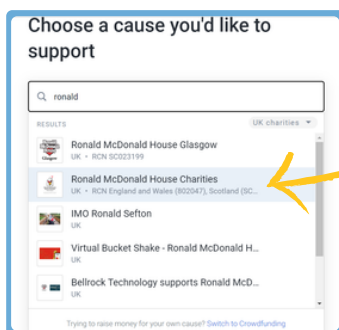 Choose a cause you'd like to
support
ronald
RESULTS
UK charities
Ronald McDonald House Glasgow
UK • RCN SC023199
Ronald McDonald House Charities
UK • RCN England and Wales (802047), Scotland (SC...
IMO Ronald Sefton
UK
Virtual Bucket Shake - Ronald McDonald H...
UK
Bellrock Technology supports Ronald McD...
UK
Trying to raise money for your own cause? Switch to Crowdfunding